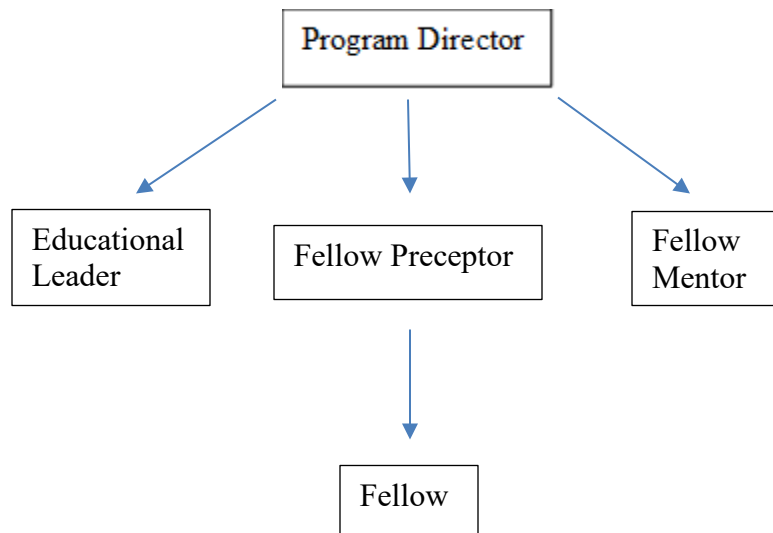 Program Director
Educational
Leader
Fellow Preceptor
Fellow
Mentor
Fellow